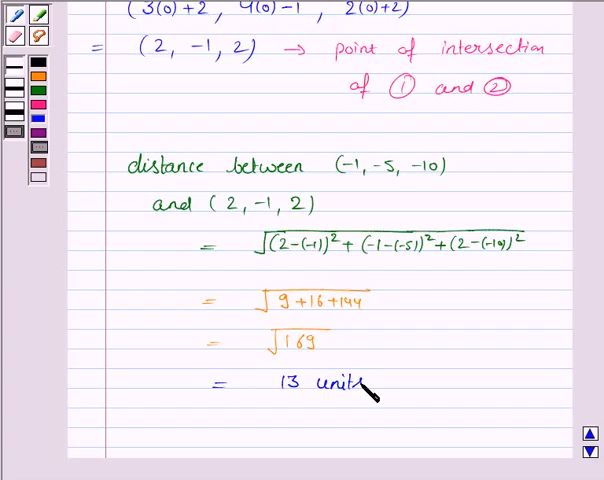 (3(0)+2, 4(0)-1, 2(0)+2)
= (2, -1, 2) → point of intersection
of ① and ②
distance between (-1, -5, -10)
and (2, -1, 2)
= √(2-(-1))² + (-1-(-5))² + (2-(-10))²
= √9+16+144
= √169
= 13 units